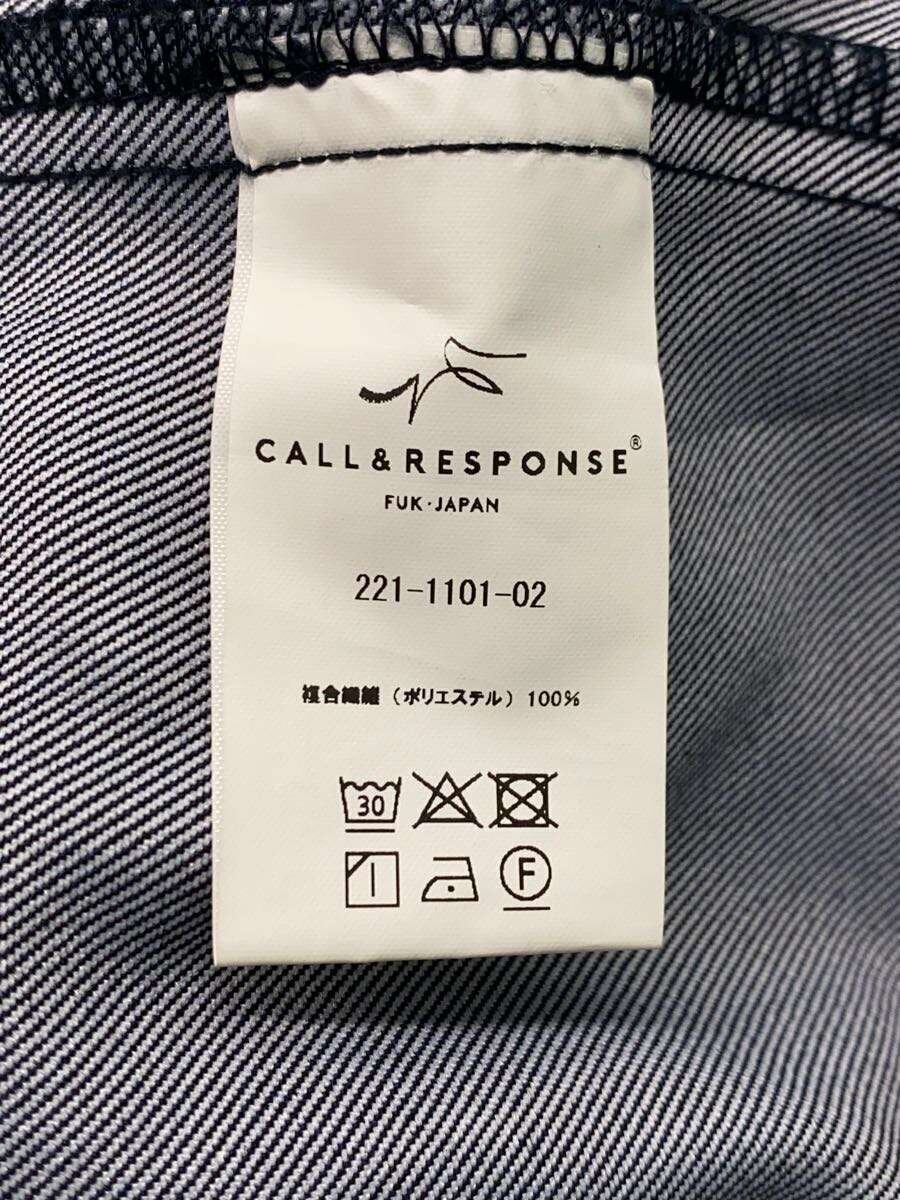 CALL & RESPONSE®
FUK・JAPAN
221-1101-02
複合繊維(ポリエステル) 100%
30
F